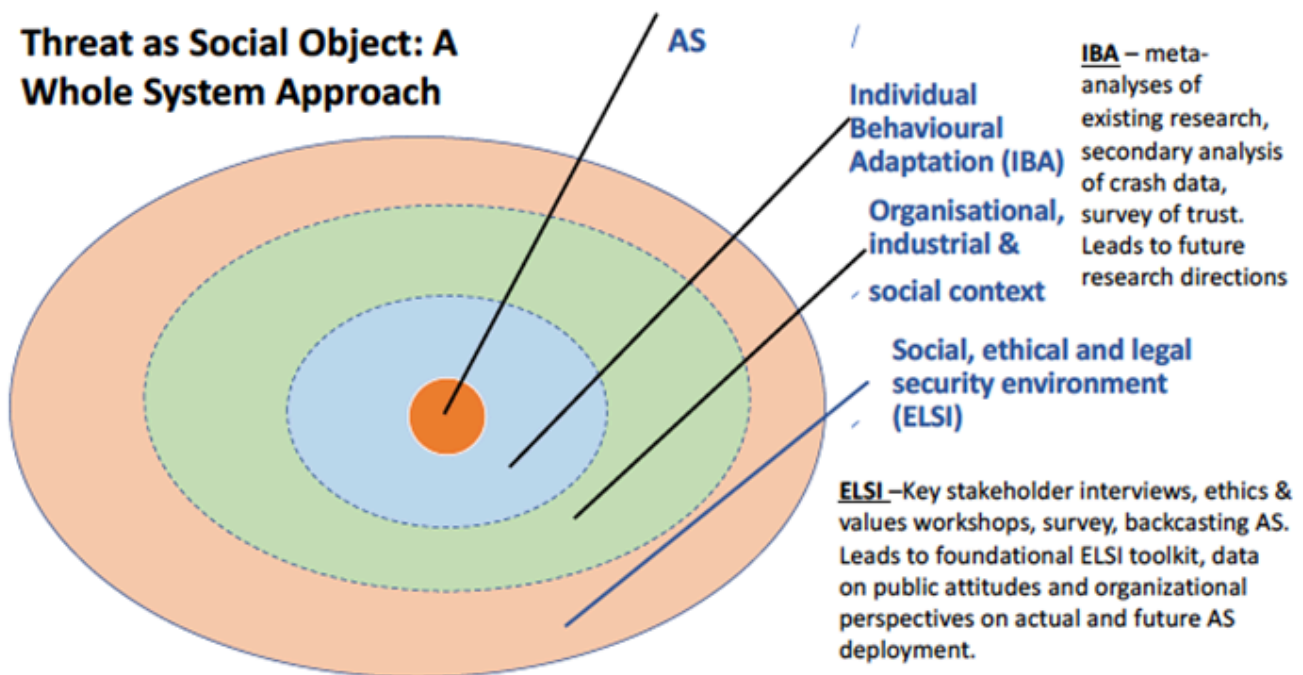 Threat as Social Object: A
Whole System Approach
AS
Individual
Behavioural
Adaptation (IBA)
Organisational,
industrial &
social context
Social, ethical and legal
security environment
(ELSI)
IBA – meta-
analyses of
existing research,
secondary analysis
of crash data,
survey of trust.
Leads to future
research directions
ELSI –Key stakeholder interviews, ethics &
values workshops, survey, backcasting AS.
Leads to foundational ELSI toolkit, data
on public attitudes and organizational
perspectives on actual and future AS
deployment.